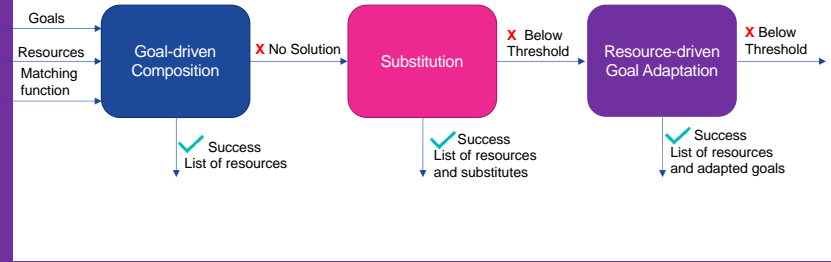 Goals
Resources
Matching
function
Goal-driven
Composition
X No Solution
Success
List of resources
Substitution
X Below
Threshold
Success
List of resources
and substitutes
Resource-driven
Goal Adaptation
X Below
Threshold
Success
List of resources
and adapted goals